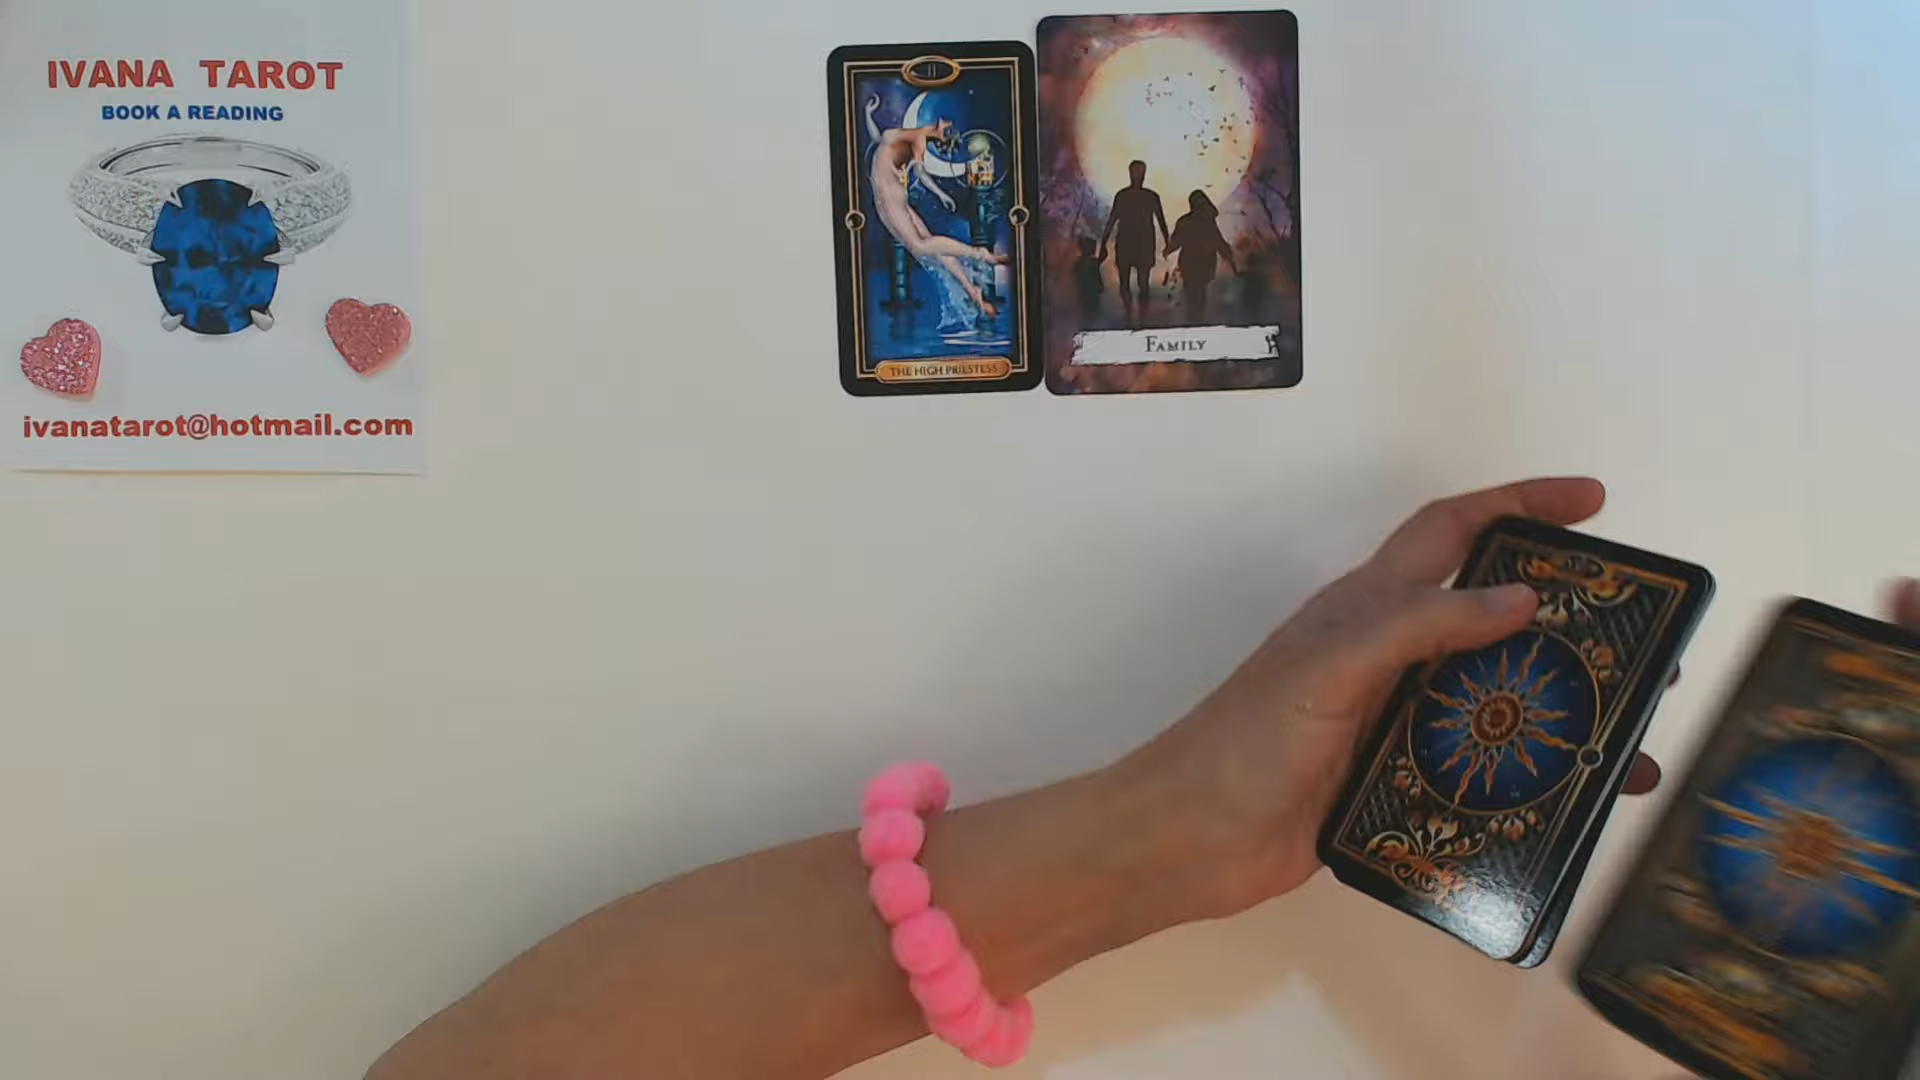 IVANA TAROT
BOOK A READING
ivanatarot@hotmail.com
II
THE HIGH PRIESTESS
FAMILY